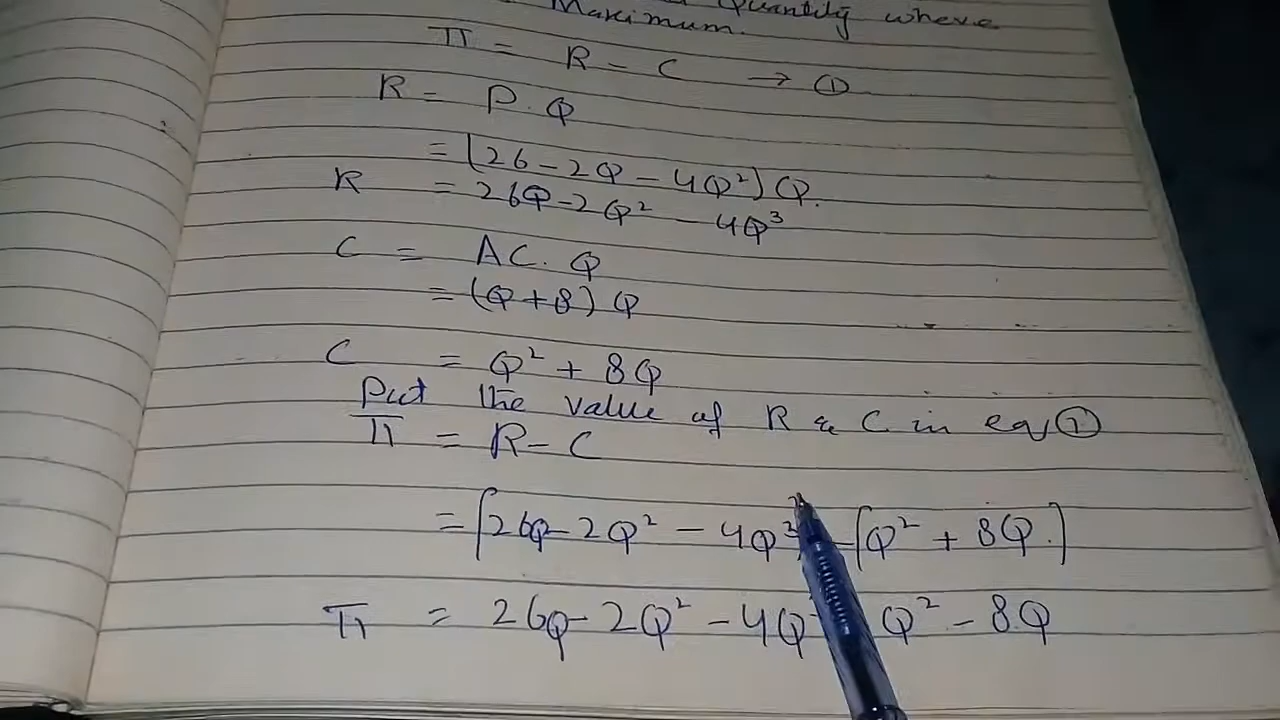 Quantity where
Maximum.
π = R - C → ①
R = P.Q
= (26 - 2Q - 4Q²) Q.
R = 26Q - 2Q² - 4Q³
C = AC. Q
= (Q + 8) Q
C = Q² + 8Q
Put the value of R & C in eq ①
π = R - C
= [26Q - 2Q² - 4Q³] - [Q² + 8Q.]
π = 26Q - 2Q² - 4Q Q² - 8Q